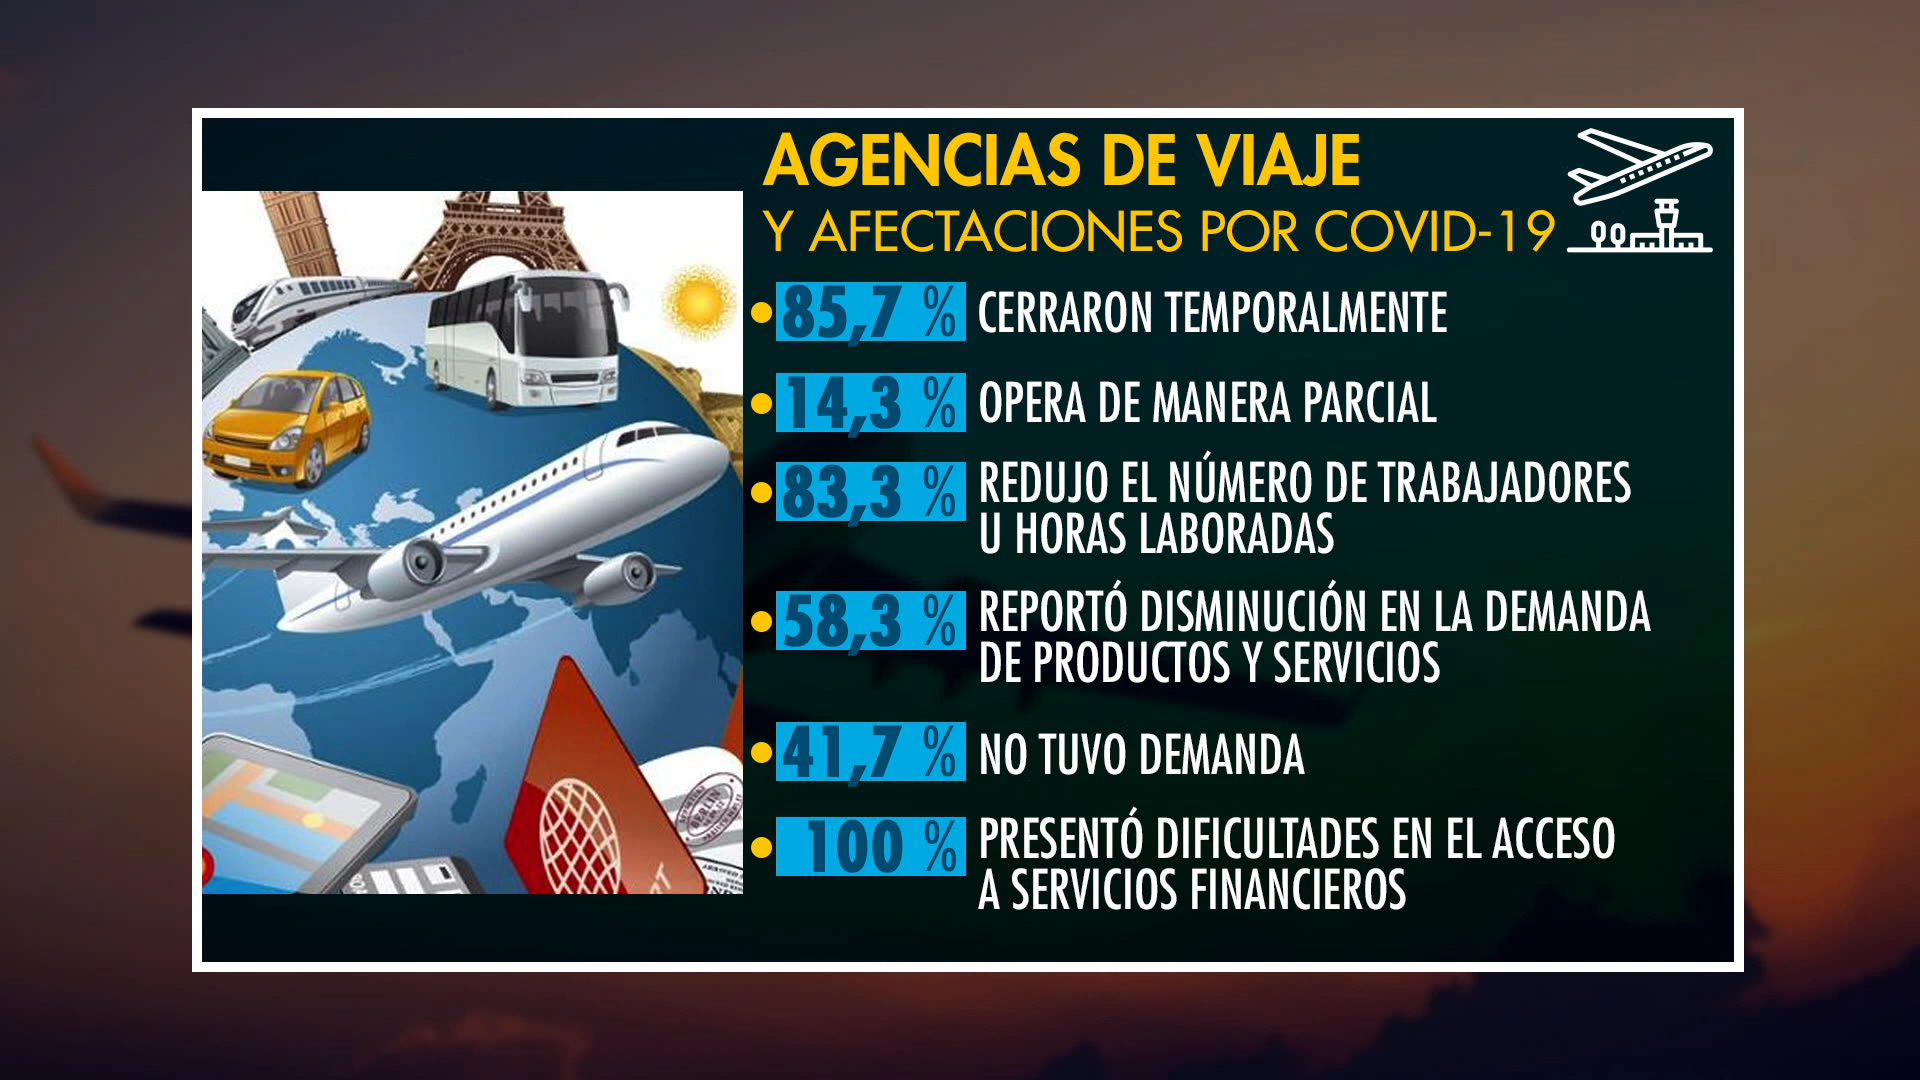 AGENCIAS DE VIAJE
Y AFECTACIONES POR COVID-19
85,7 % CERRARON TEMPORALMENTE
14,3 % OPERA DE MANERA PARCIAL
83,3 % REDUJO EL NÚMERO DE TRABAJADORES
U HORAS LABORADAS
58,3 % REPORTÓ DISMINUCIÓN EN LA DEMANDA
DE PRODUCTOS Y SERVICIOS
41,7 % NO TUVO DEMANDA
100 % PRESENTÓ DIFICULTADES EN EL ACCESO
A SERVICIOS FINANCIEROS
BERLIN